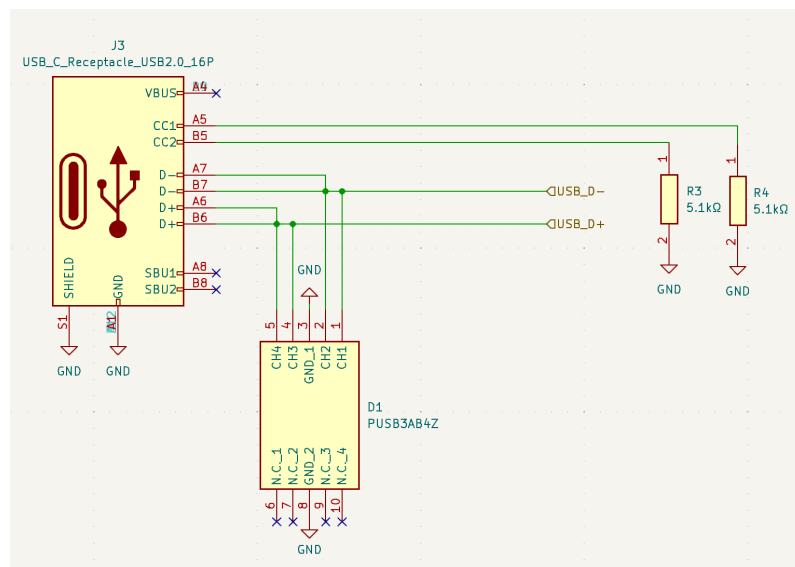 J3
USB_C_Receptacle_USB2.0_16P
VBUS A4
CC1 A5
CC2 B5
D- A7
D- B7
D+ A6
D+ B6
SBU1 A8
SBU2 B8
SHIELD
GND
S1
A1
GND
GND
USB_D-
USB_D+
1
R3
5.1kΩ
2
GND
1
R4
5.1kΩ
2
GND
GND
5 4 3 2 1
CH4 CH3 GND_1 CH2 CH1
D1
PUSB3AB4Z
N.C._1 N.C._2 GND_2 N.C._3 N.C._4
6 7 8 9 10
GND